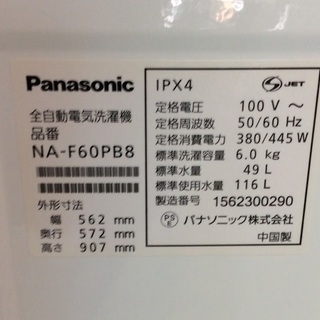 Panasonic
全自動電気洗濯機
品番
NA-F60PB8
外形寸法
幅 562 mm
奥行 572 mm
高さ 907 mm
IPX4
S JET
定格電圧 100 V ～
定格周波数 50/60 Hz
定格消費電力 380/445 W
標準洗濯容量 6.0 kg
標準水量 49 L
標準使用水量 116 L
製造番号 1562300290
PS E パナソニック株式会社
中国製